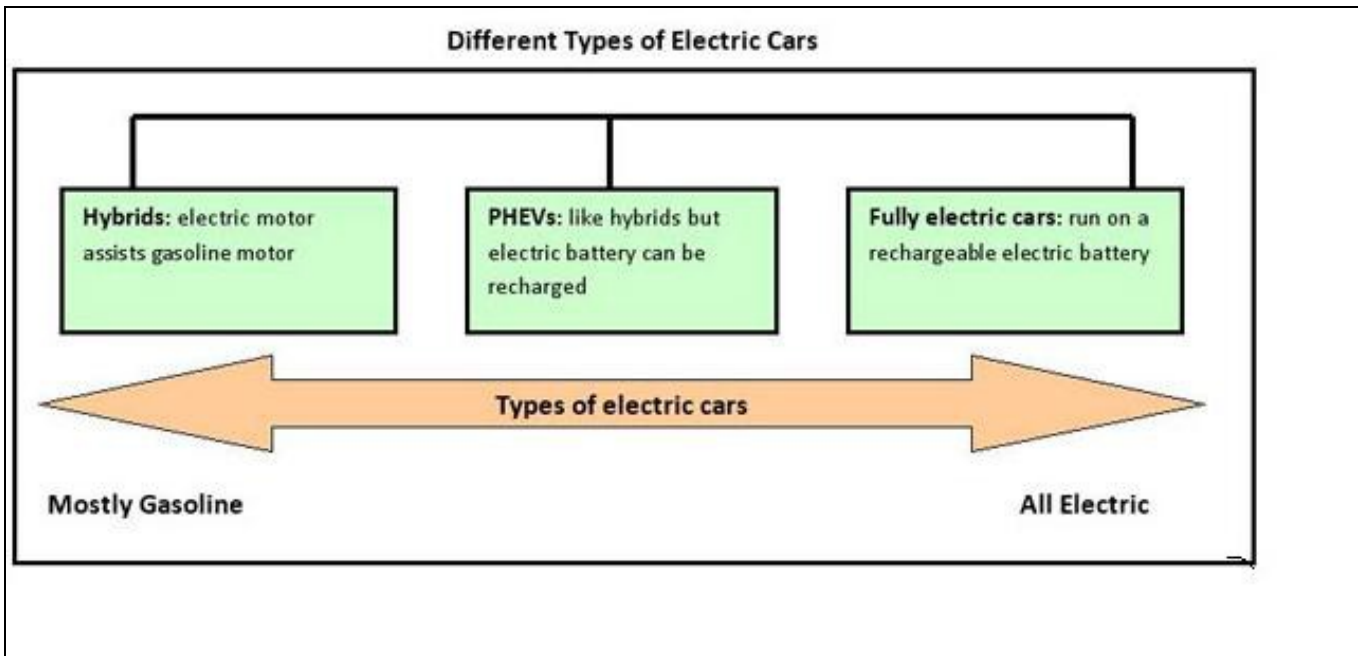 Different Types of Electric Cars
Hybrids: electric motor
assists gasoline motor
PHEVs: like hybrids but
electric battery can be
recharged
Fully electric cars: run on a
rechargeable electric battery
Types of electric cars
Mostly Gasoline
All Electric